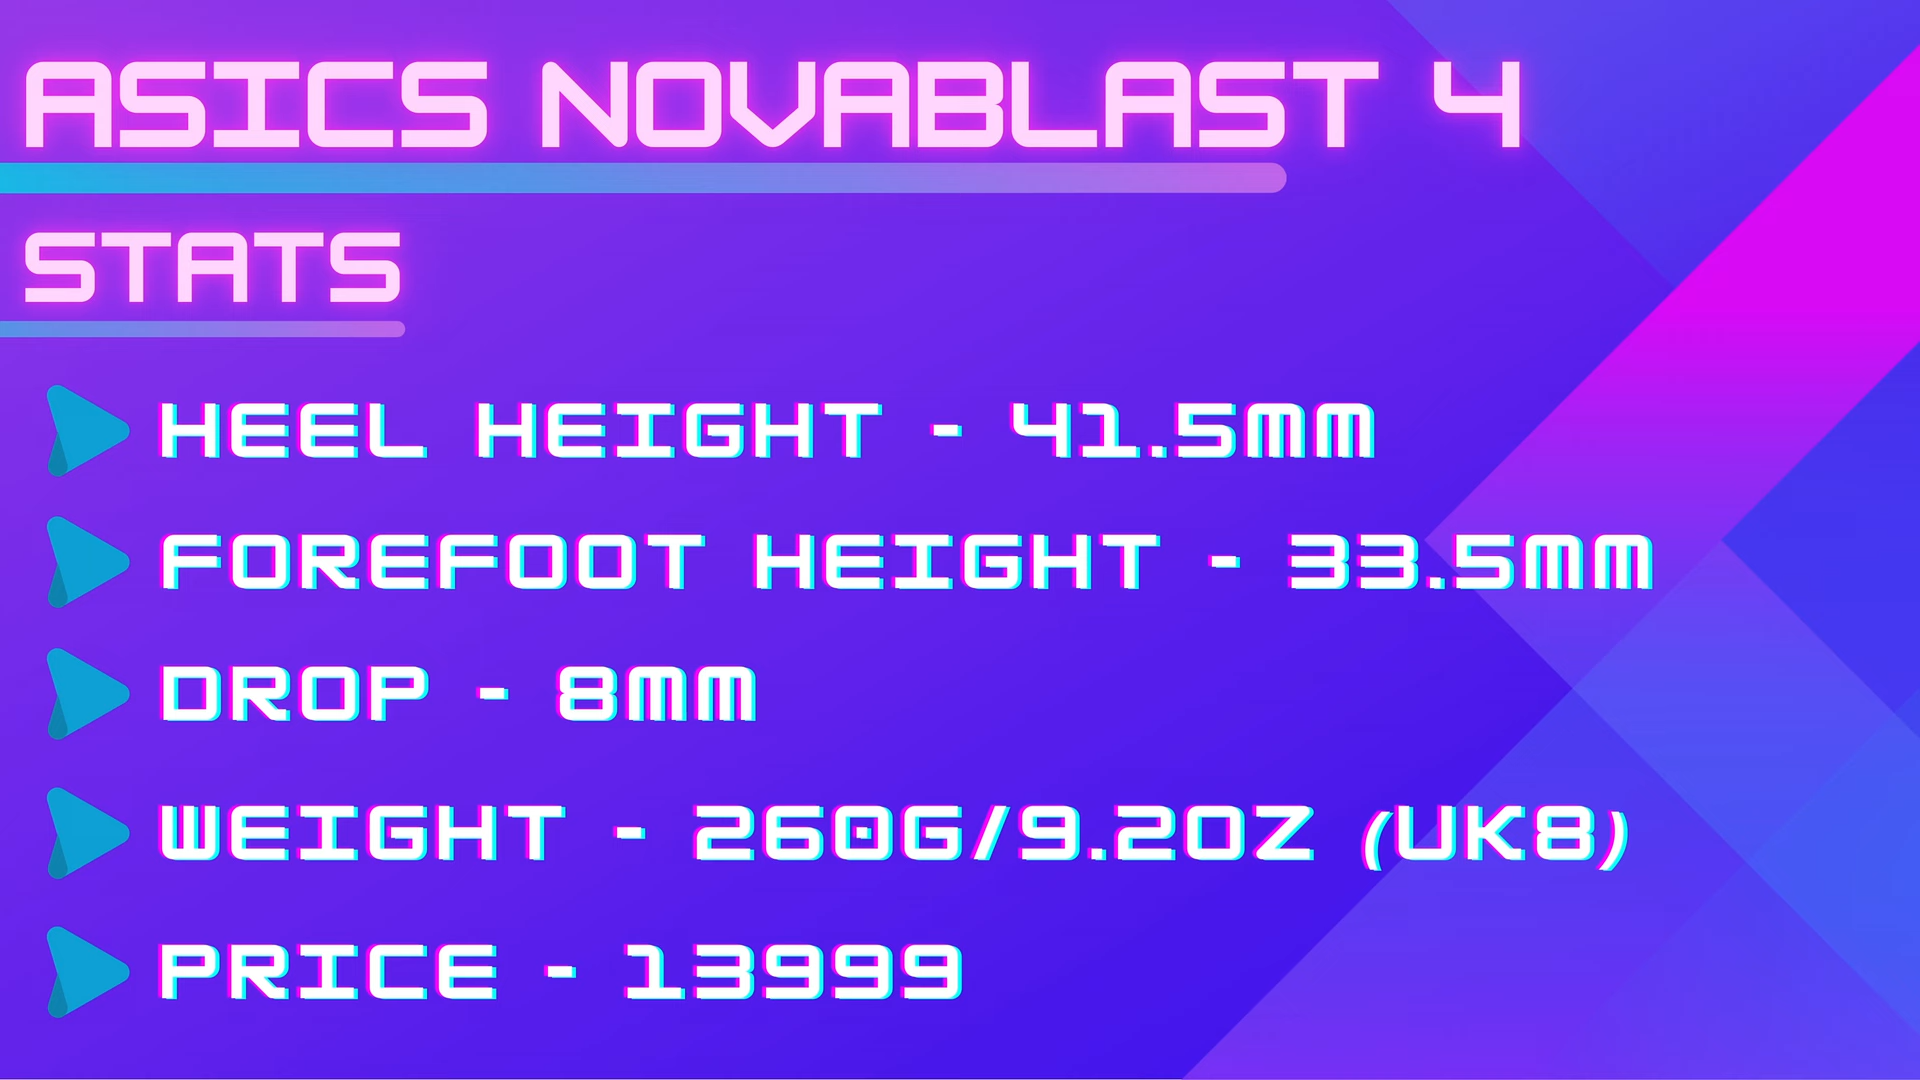 ASICS NOVABLAST 4
STATS
HEEL HEIGHT - 41.5MM
FOREFOOT HEIGHT - 33.5MM
DROP - 8MM
WEIGHT - 260G/9.2OZ (UK8)
PRICE - 13999